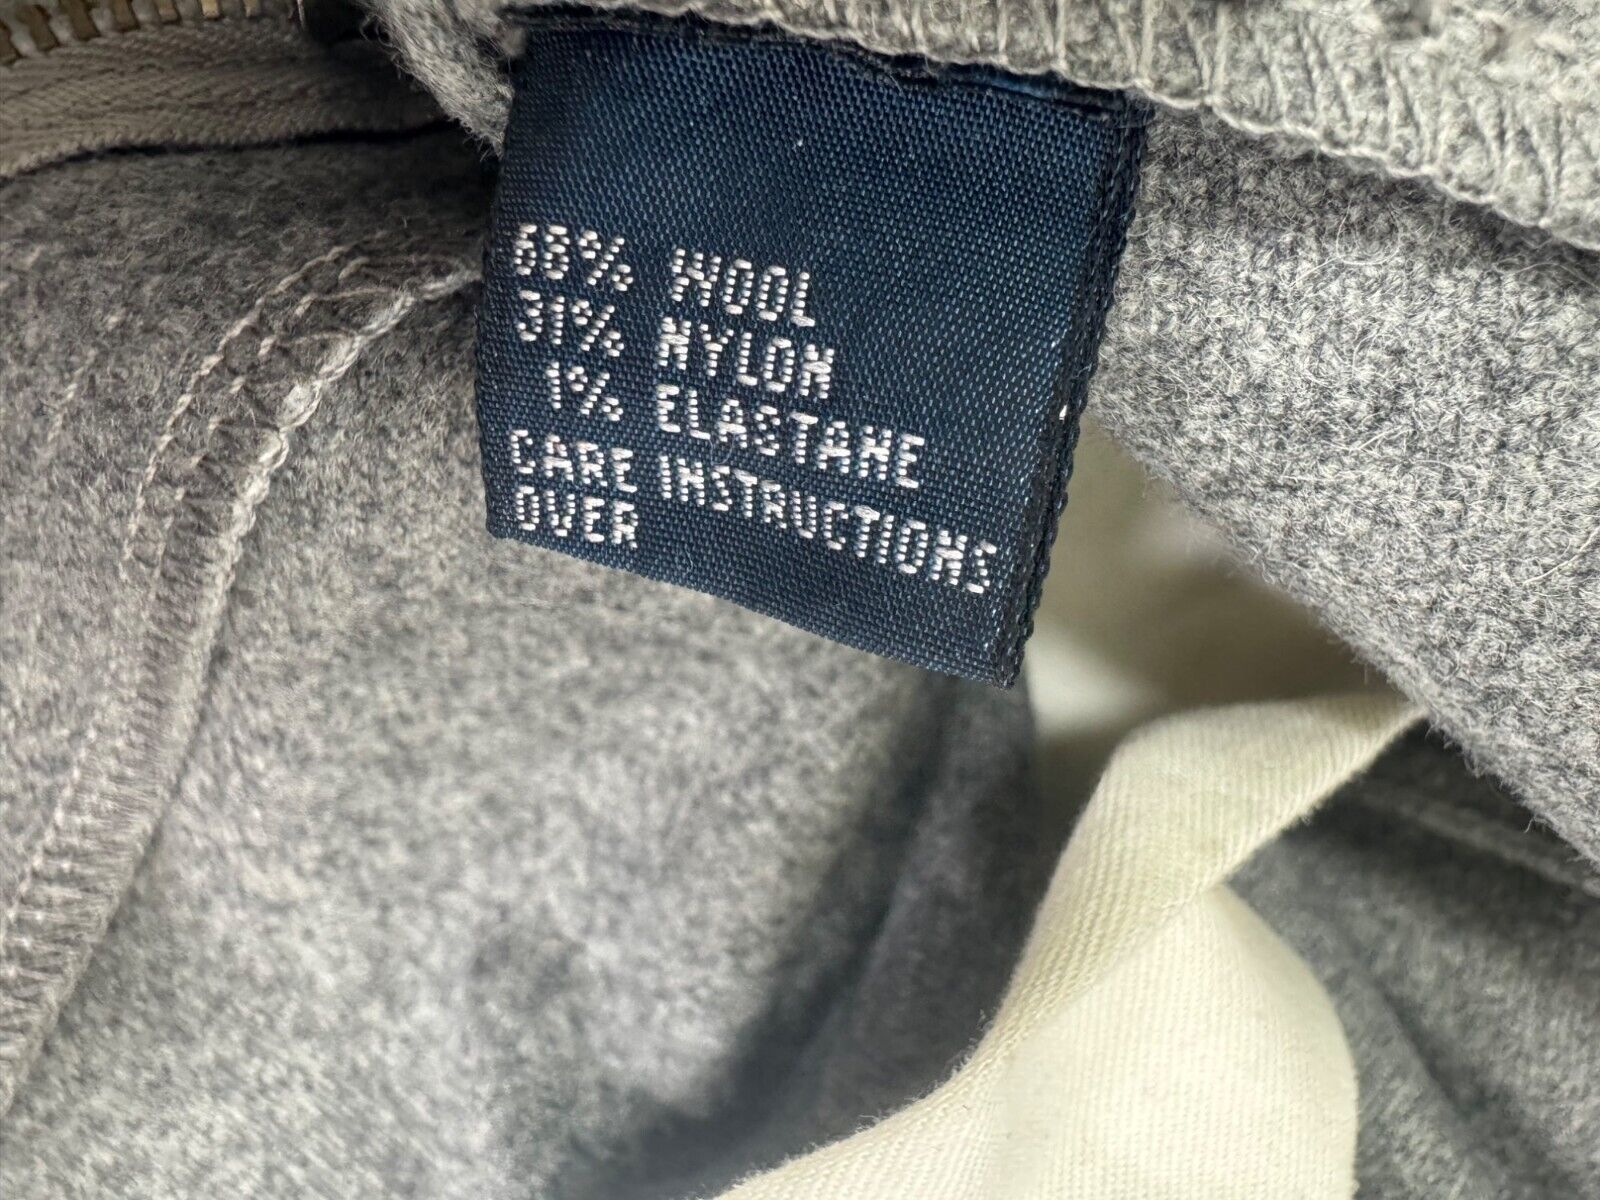 68% WOOL
31% NYLON
1% ELASTANE
CARE INSTRUCTIONS
OVER